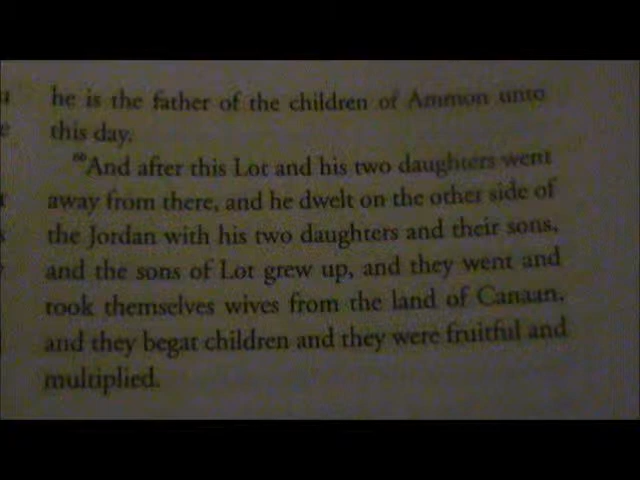 he is the father of the children of Ammon unto
this day.
60And after this Lot and his two daughters went
away from there, and he dwelt on the other side of
the Jordan with his two daughters and their sons,
and the sons of Lot grew up, and they went and
took themselves wives from the land of Canaan,
and they begat children and they were fruitful and
multiplied.